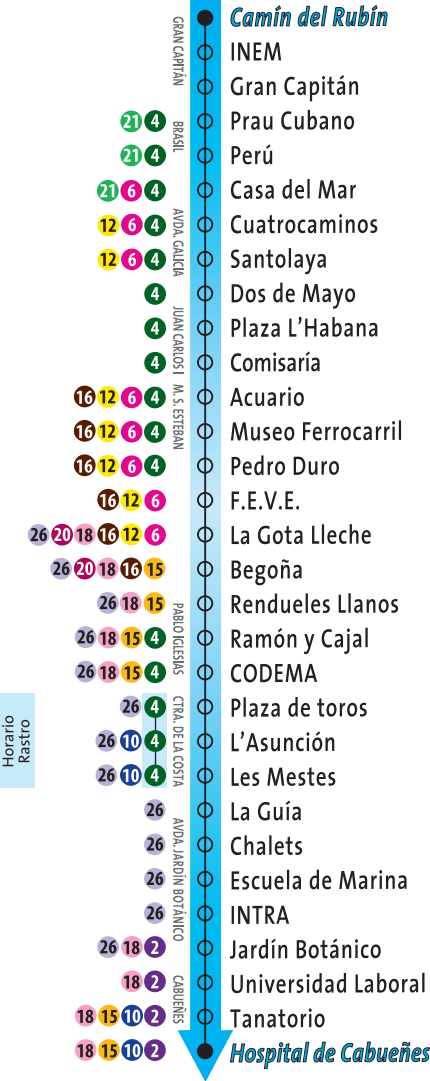 GRAN CAPITÁN
Camín del Rubín
INEM
Gran Capitán
BRASIL
21 4 Prau Cubano
21 4 Perú
21 6 4 Casa del Mar
AVDA. GALICIA
12 6 4 Cuatrocaminos
12 6 4 Santolaya
4 Dos de Mayo
JUAN CARLOS I
4 Plaza L'Habana
4 Comisaría
M. S. ESTEBAN
16 12 6 4 Acuario
16 12 6 4 Museo Ferrocarril
16 12 6 4 Pedro Duro
16 12 6 F.E.V.E.
26 20 18 16 12 6 La Gota Lleche
26 20 18 16 15 Begoña
26 18 15 Rendueles Llanos
PABLO IGLESIAS
26 18 15 4 Ramón y Cajal
26 18 15 4 CODEMA
Horario
Rastro
CTRA. DE LA COSTA
26 4 Plaza de toros
26 10 4 L'Asunción
26 10 4 Les Mestes
26 La Guía
AVDA. JARDÍN BOTÁNICO
26 Chalets
26 Escuela de Marina
26 INTRA
26 18 2 Jardín Botánico
CABUEÑES
18 2 Universidad Laboral
18 15 10 2 Tanatorio
18 15 10 2 Hospital de Cabueñes